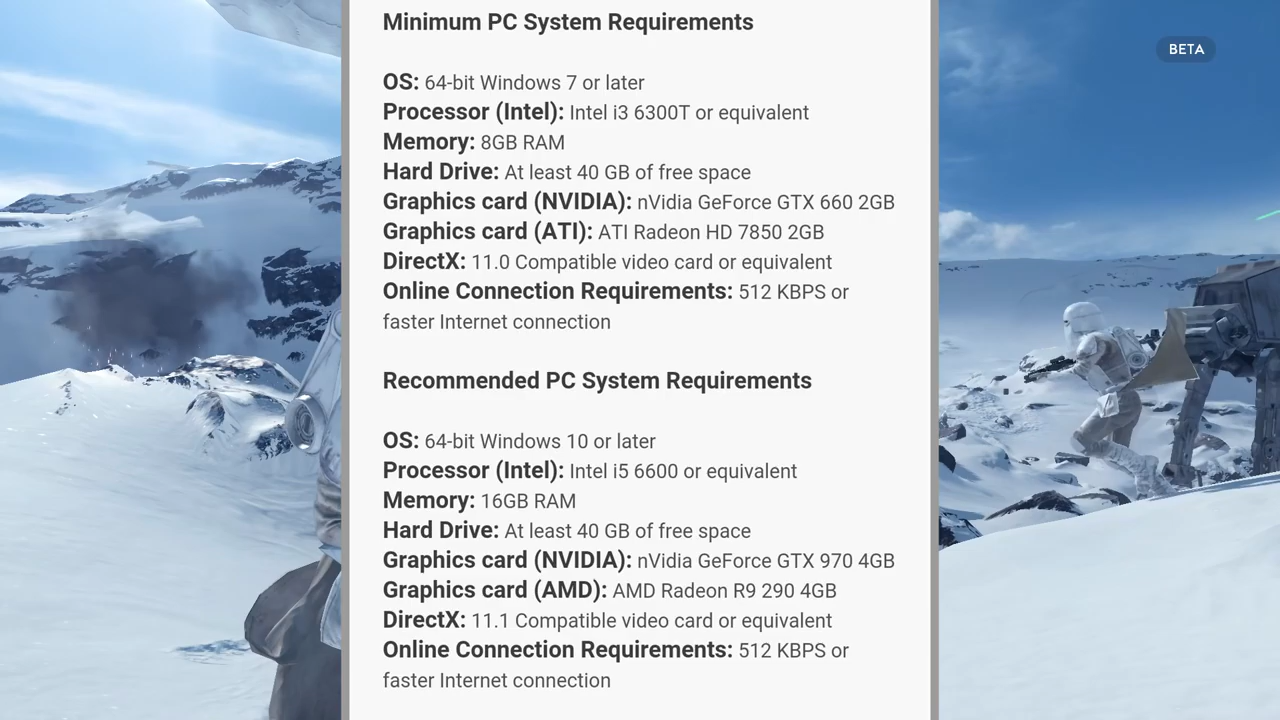 Minimum PC System Requirements
BETA
OS: 64-bit Windows 7 or later
Processor (Intel): Intel i3 6300T or equivalent
Memory: 8GB RAM
Hard Drive: At least 40 GB of free space
Graphics card (NVIDIA): nVidia GeForce GTX 660 2GB
Graphics card (ATI): ATI Radeon HD 7850 2GB
DirectX: 11.0 Compatible video card or equivalent
Online Connection Requirements: 512 KBPS or
faster Internet connection
Recommended PC System Requirements
OS: 64-bit Windows 10 or later
Processor (Intel): Intel i5 6600 or equivalent
Memory: 16GB RAM
Hard Drive: At least 40 GB of free space
Graphics card (NVIDIA): nVidia GeForce GTX 970 4GB
Graphics card (AMD): AMD Radeon R9 290 4GB
DirectX: 11.1 Compatible video card or equivalent
Online Connection Requirements: 512 KBPS or
faster Internet connection